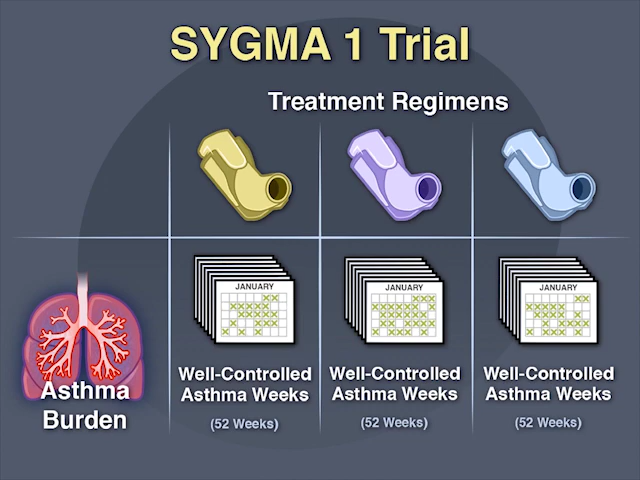 SYGMA 1 Trial
Treatment Regimens
JANUARY
JANUARY
JANUARY
Asthma
Burden
Well-Controlled
Asthma Weeks
(52 Weeks)
Well-Controlled
Asthma Weeks
(52 Weeks)
Well-Controlled
Asthma Weeks
(52 Weeks)